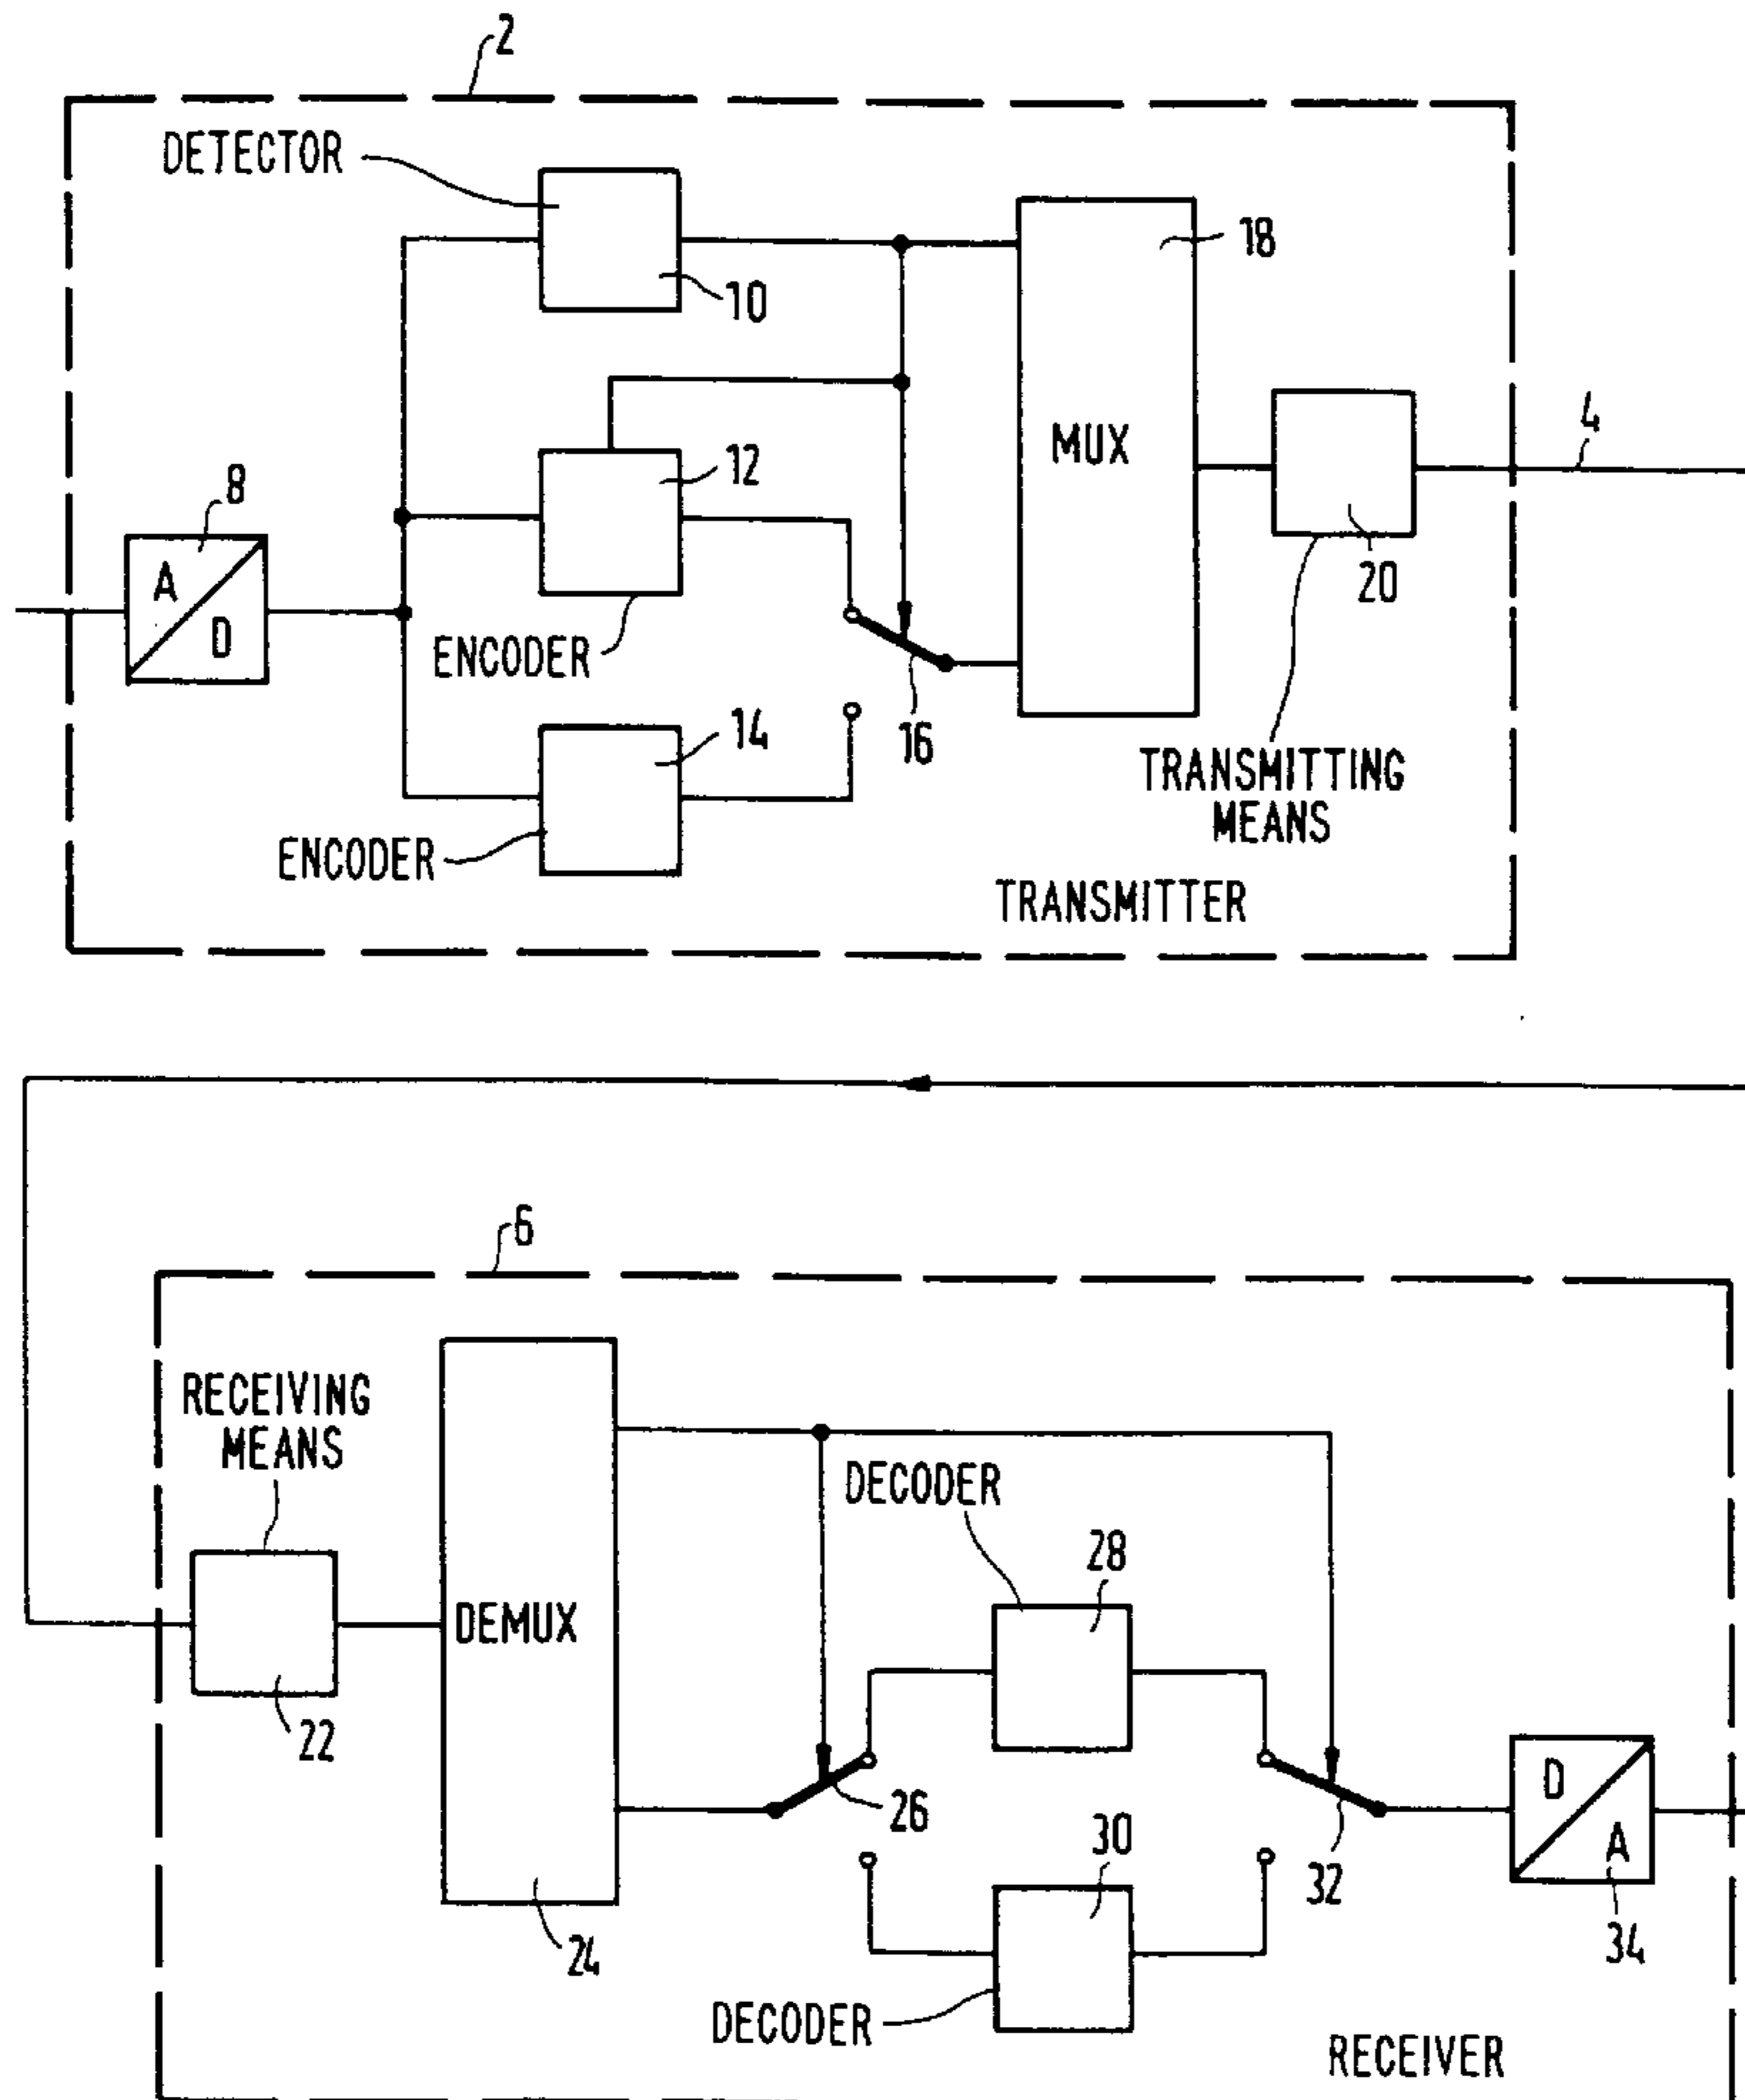 2
DETECTOR
18
10
4
12
8
A
D
MUX
20
ENCODER
14
16
TRANSMITTING
MEANS
ENCODER
TRANSMITTER
6
RECEIVING
MEANS
DECODER
28
DEMUX
22
26
D
30
A
32
24
34
DECODER
RECEIVER